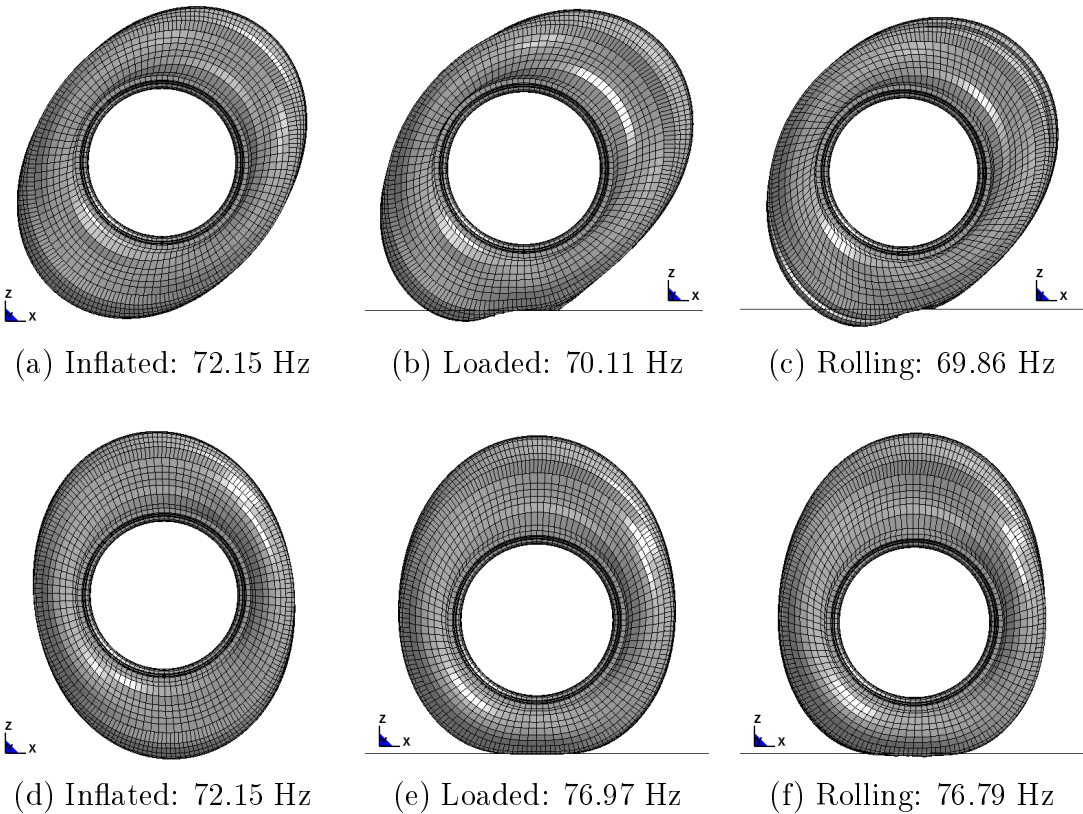 Z
X
Z
X
Z
X
(a) Inflated: 72.15 Hz
(b) Loaded: 70.11 Hz
(c) Rolling: 69.86 Hz
Z
X
Z
X
Z
X
(d) Inflated: 72.15 Hz
(e) Loaded: 76.97 Hz
(f) Rolling: 76.79 Hz